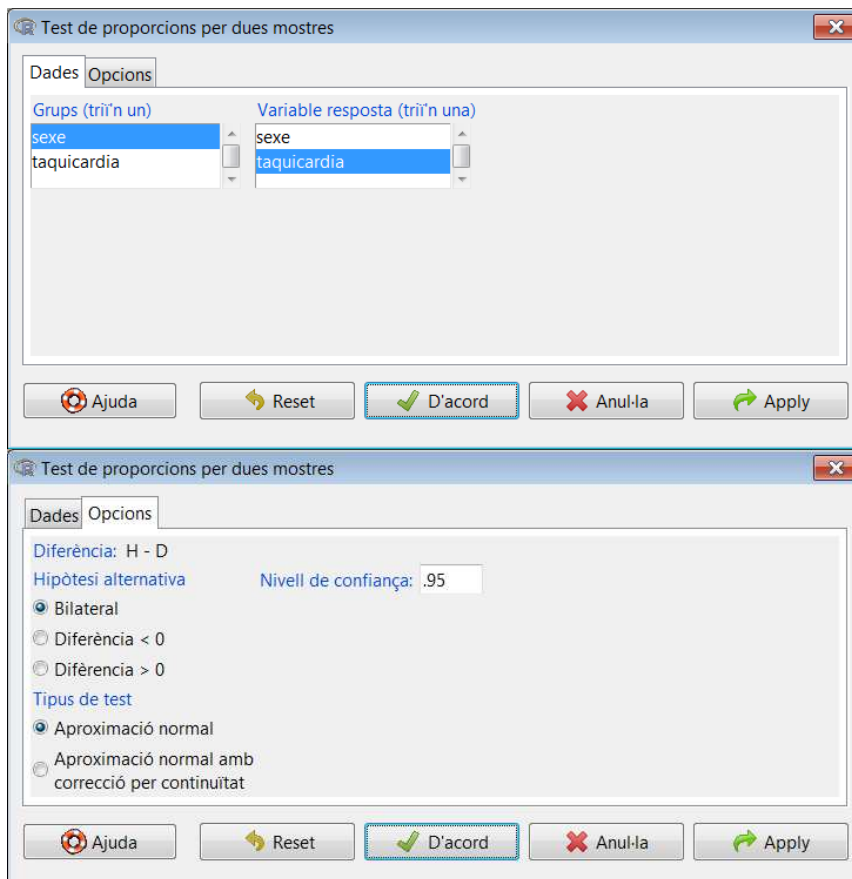 Test de proporcions per dues mostres
Dades Opcions
Grups (triï'n un) Variable resposta (triï'n una)
sexe sexe
taquicardia taquicardia
Ajuda Reset D'acord Anul·la Apply
Test de proporcions per dues mostres
Dades Opcions
Diferència: H - D
Hipòtesi alternativa Nivell de confiança: .95
Bilateral
Diferència < 0
Difèrencia > 0
Tipus de test
Aproximació normal
Aproximació normal amb
correcció per continuïtat
Ajuda Reset D'acord Anul·la Apply